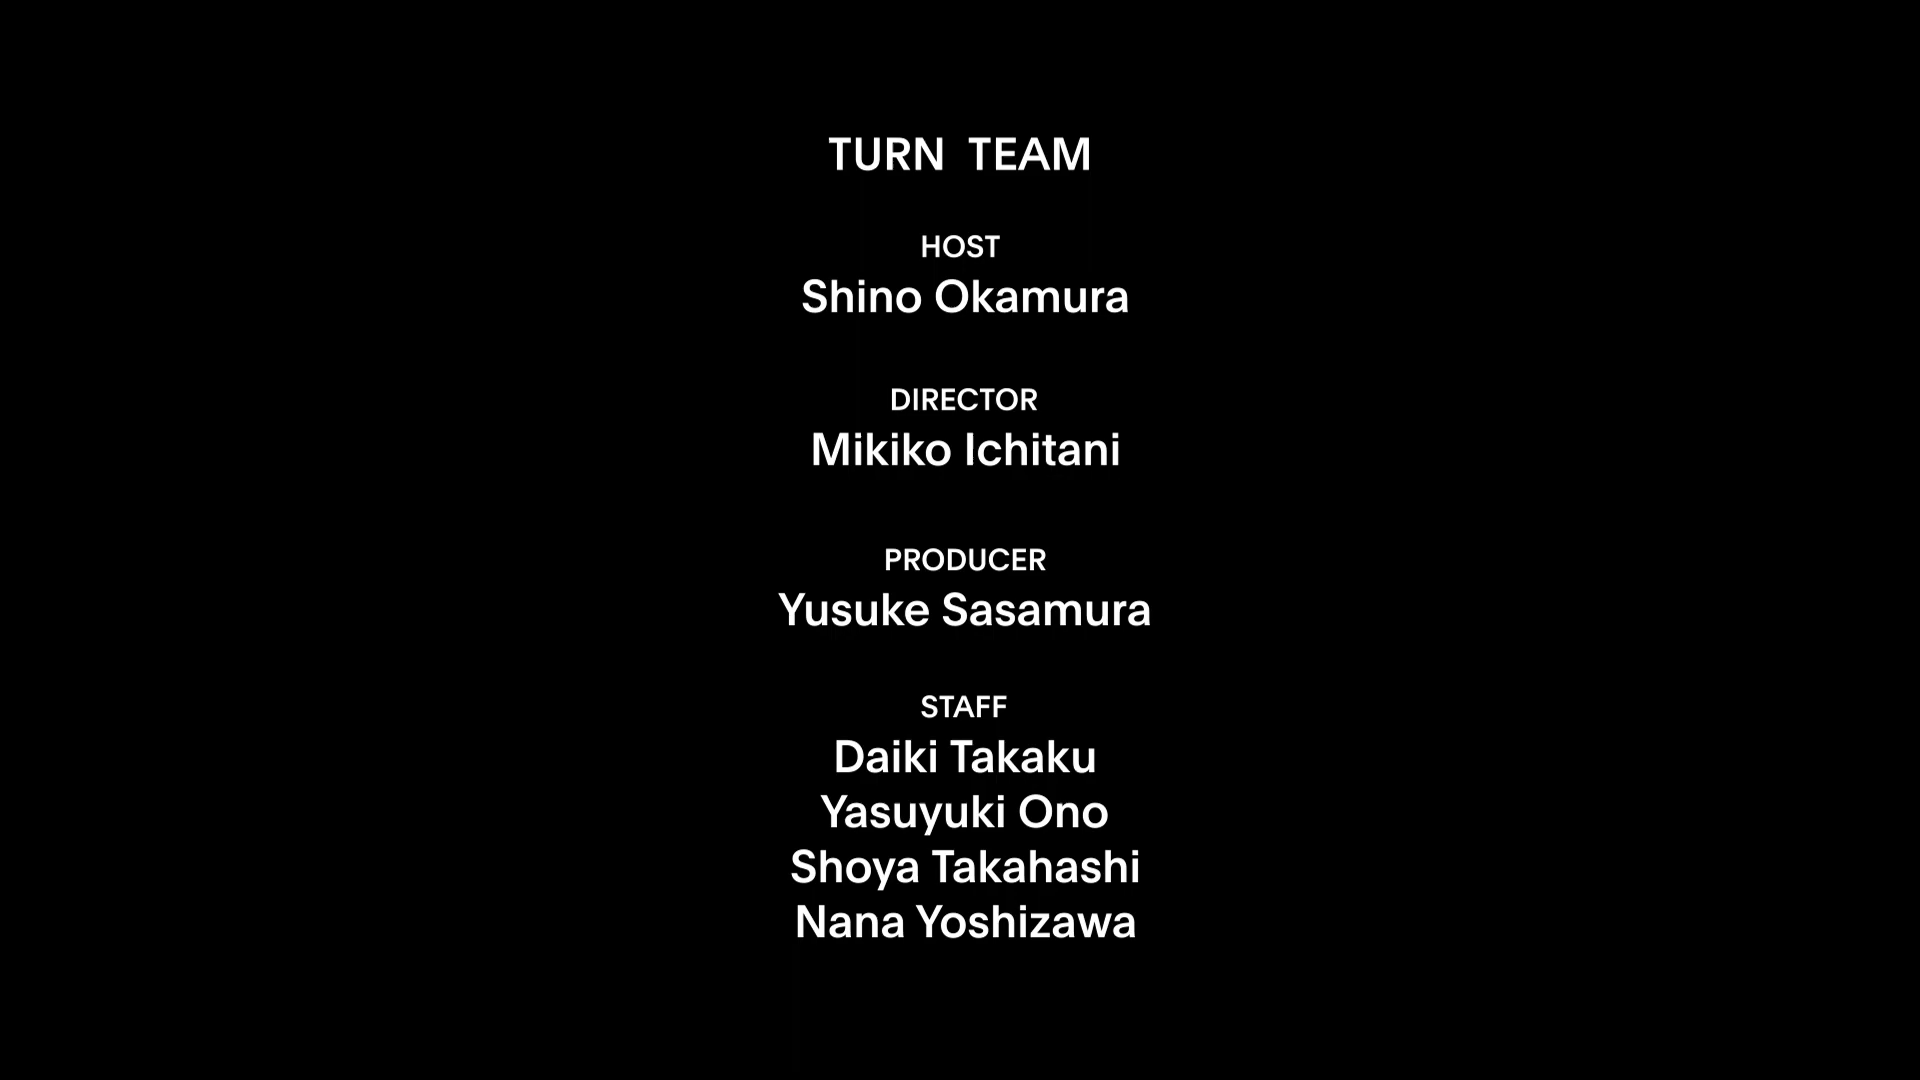 TURN TEAM
HOST
Shino Okamura
DIRECTOR
Mikiko Ichitani
PRODUCER
Yusuke Sasamura
STAFF
Daiki Takaku
Yasuyuki Ono
Shoya Takahashi
Nana Yoshizawa